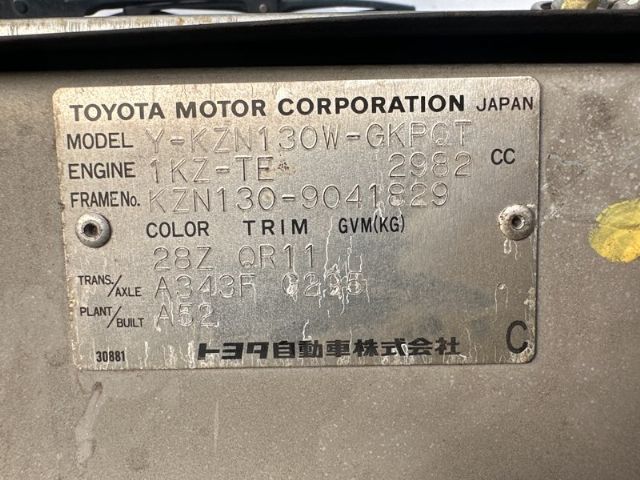 TOYOTA MOTOR CORPORATION JAPAN
MODEL Y-KZN130W-GKPQT
ENGINE 1KZ-TE 2982 CC
FRAME No. KZN130-9041829
COLOR TRIM GVM(KG)
28Z QR11
TRANS./AXLE A343F G295
PLANT/BUILT A52
30881 トヨタ自動車株式会社 C